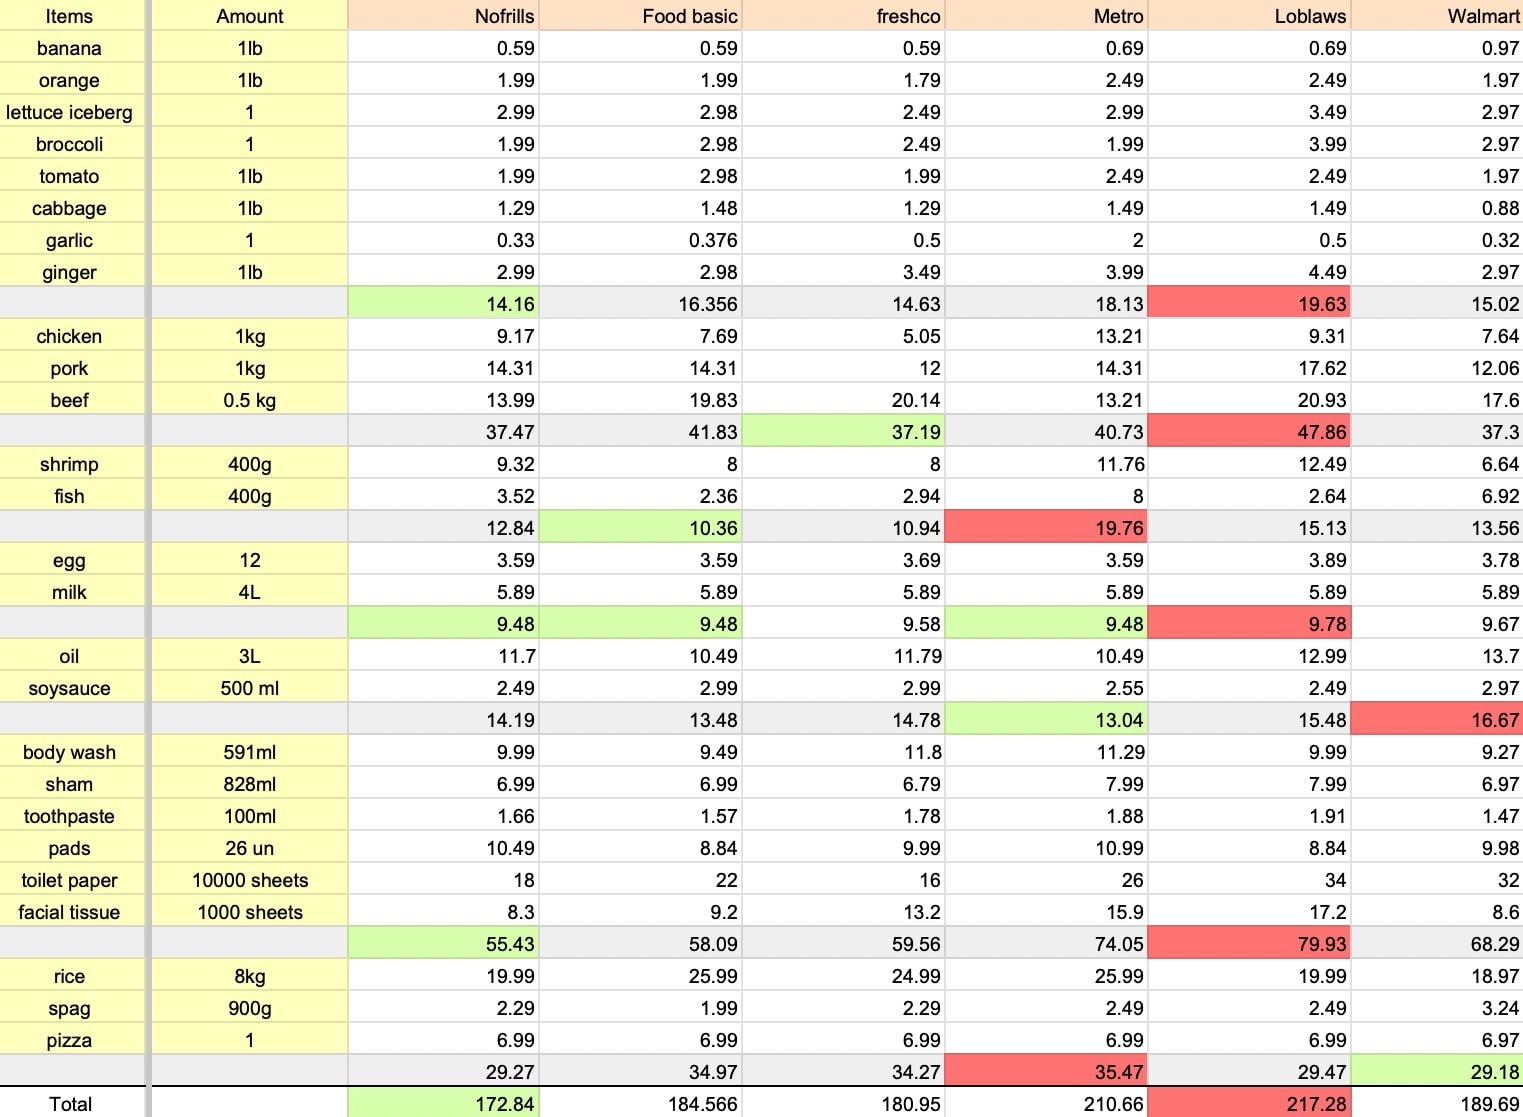 Items Amount Nofrills Food basic freshco Metro Loblaws Walmart
banana 1lb 0.59 0.59 0.59 0.69 0.69 0.97
orange 1lb 1.99 1.99 1.79 2.49 2.49 1.97
lettuce iceberg 1 2.99 2.98 2.49 2.99 3.49 2.97
broccoli 1 1.99 2.98 2.49 1.99 3.99 2.97
tomato 1lb 1.99 2.98 1.99 2.49 2.49 1.97
cabbage 1lb 1.29 1.48 1.29 1.49 1.49 0.88
garlic 1 0.33 0.376 0.5 2 0.5 0.32
ginger 1lb 2.99 2.98 3.49 3.99 4.49 2.97
14.16 16.356 14.63 18.13 19.63 15.02
chicken 1kg 9.17 7.69 5.05 13.21 9.31 7.64
pork 1kg 14.31 14.31 12 14.31 17.62 12.06
beef 0.5 kg 13.99 19.83 20.14 13.21 20.93 17.6
37.47 41.83 37.19 40.73 47.86 37.3
shrimp 400g 9.32 8 8 11.76 12.49 6.64
fish 400g 3.52 2.36 2.94 8 2.64 6.92
12.84 10.36 10.94 19.76 15.13 13.56
egg 12 3.59 3.59 3.69 3.59 3.89 3.78
milk 4L 5.89 5.89 5.89 5.89 5.89 5.89
9.48 9.48 9.58 9.48 9.78 9.67
oil 3L 11.7 10.49 11.79 10.49 12.99 13.7
soysauce 500 ml 2.49 2.99 2.99 2.55 2.49 2.97
14.19 13.48 14.78 13.04 15.48 16.67
body wash 591ml 9.99 9.49 11.8 11.29 9.99 9.27
sham 828ml 6.99 6.99 6.79 7.99 7.99 6.97
toothpaste 100ml 1.66 1.57 1.78 1.88 1.91 1.47
pads 26 un 10.49 8.84 9.99 10.99 8.84 9.98
toilet paper 10000 sheets 18 22 16 26 34 32
facial tissue 1000 sheets 8.3 9.2 13.2 15.9 17.2 8.6
55.43 58.09 59.56 74.05 79.93 68.29
rice 8kg 19.99 25.99 24.99 25.99 19.99 18.97
spag 900g 2.29 1.99 2.29 2.49 2.49 3.24
pizza 1 6.99 6.99 6.99 6.99 6.99 6.97
29.27 34.97 34.27 35.47 29.47 29.18
Total 172.84 184.566 180.95 210.66 217.28 189.69